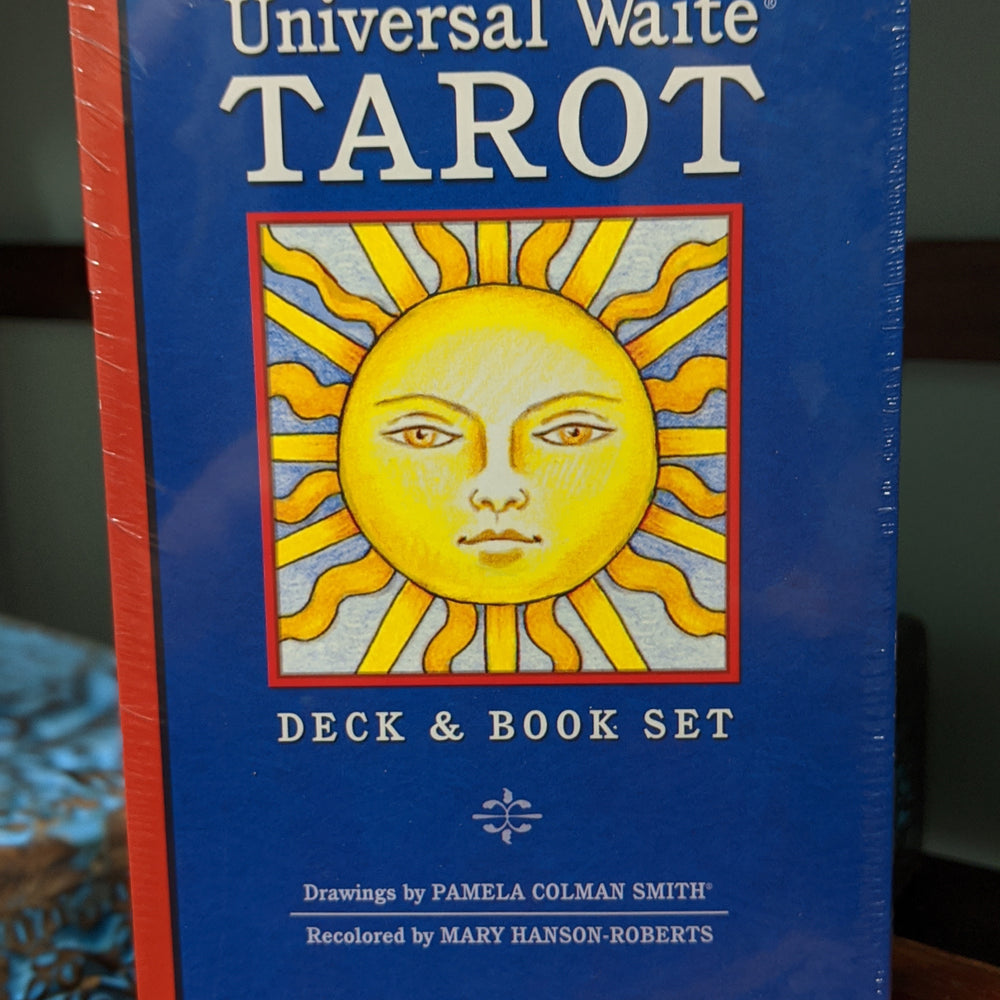 Universal Waite®
TAROT
DECK & BOOK SET
Drawings by PAMELA COLMAN SMITH®
Recolored by MARY HANSON-ROBERTS